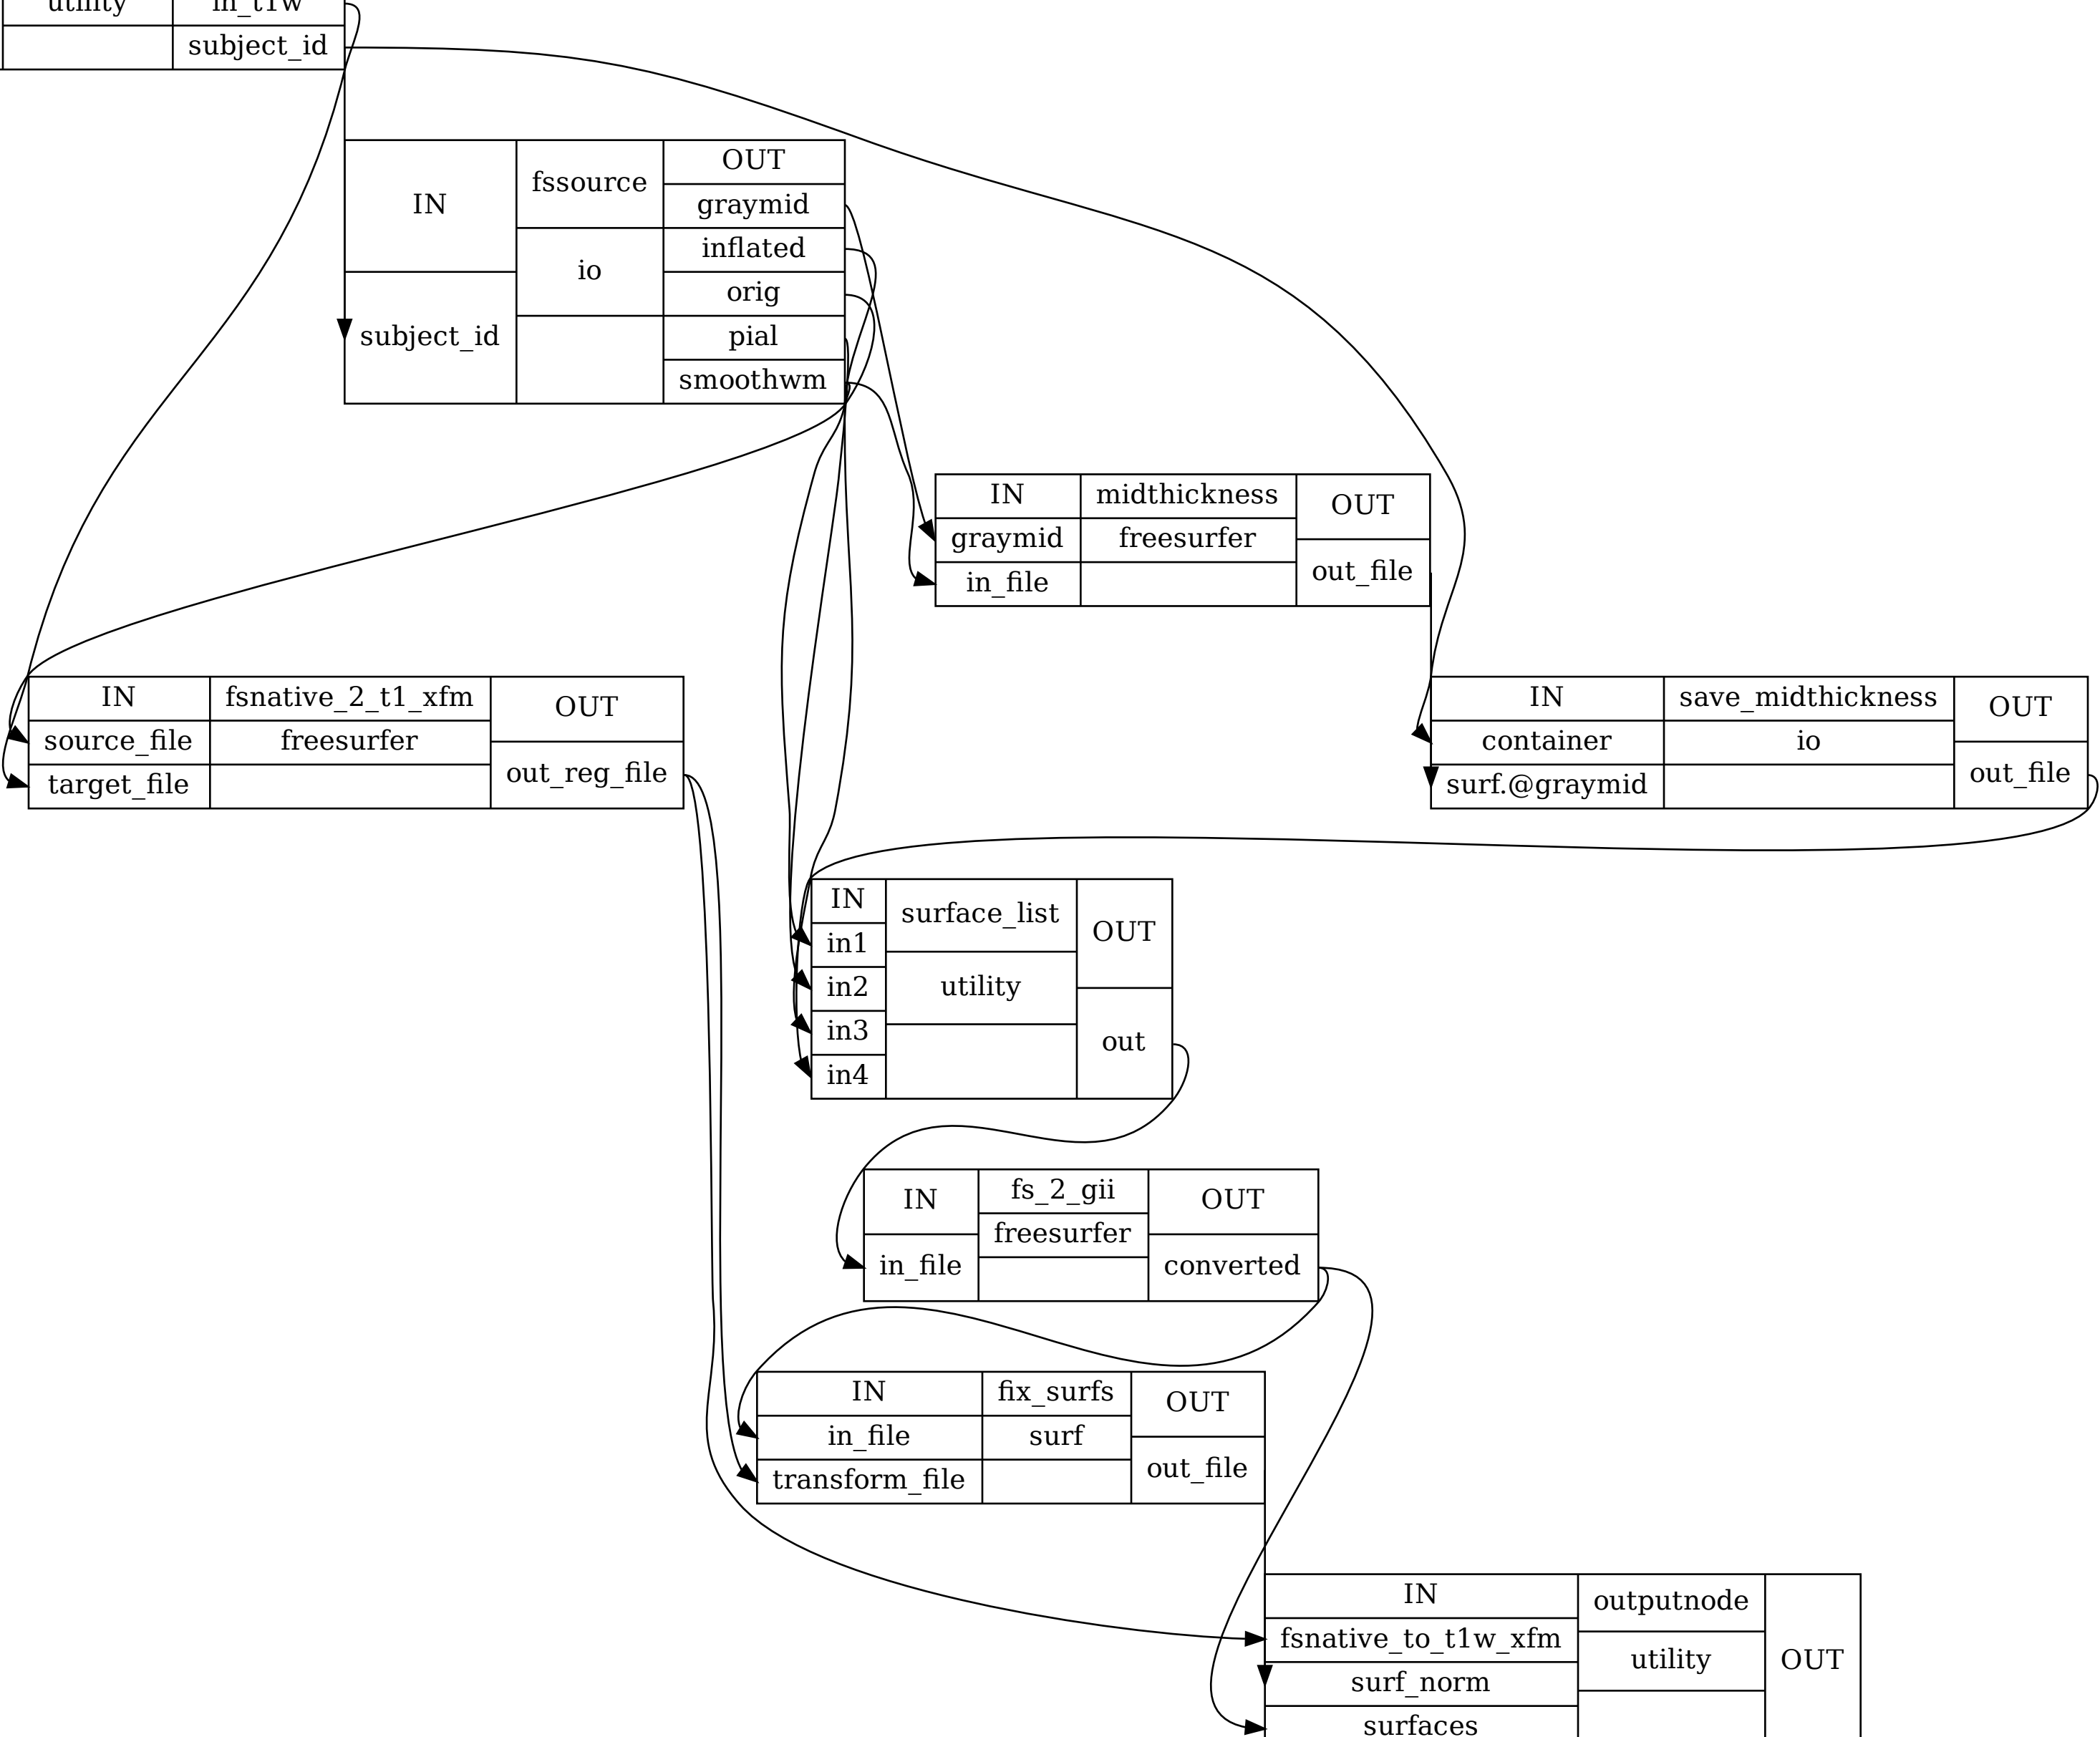 utility in_t1w
subject_id
IN fssource OUT
graymid
inflated
io
orig
subject_id pial
smoothwm
IN midthickness OUT
graymid freesurfer
in_file out_file
IN fsnative_2_t1_xfm OUT
source_file freesurfer
target_file out_reg_file
IN save_midthickness OUT
container io
surf.@graymid out_file
IN surface_list OUT
in1
in2 utility
in3 out
in4
IN fs_2_gii OUT
freesurfer
in_file converted
IN fix_surfs OUT
in_file surf
transform_file out_file
IN outputnode OUT
fsnative_to_t1w_xfm
utility
surf_norm
surfaces